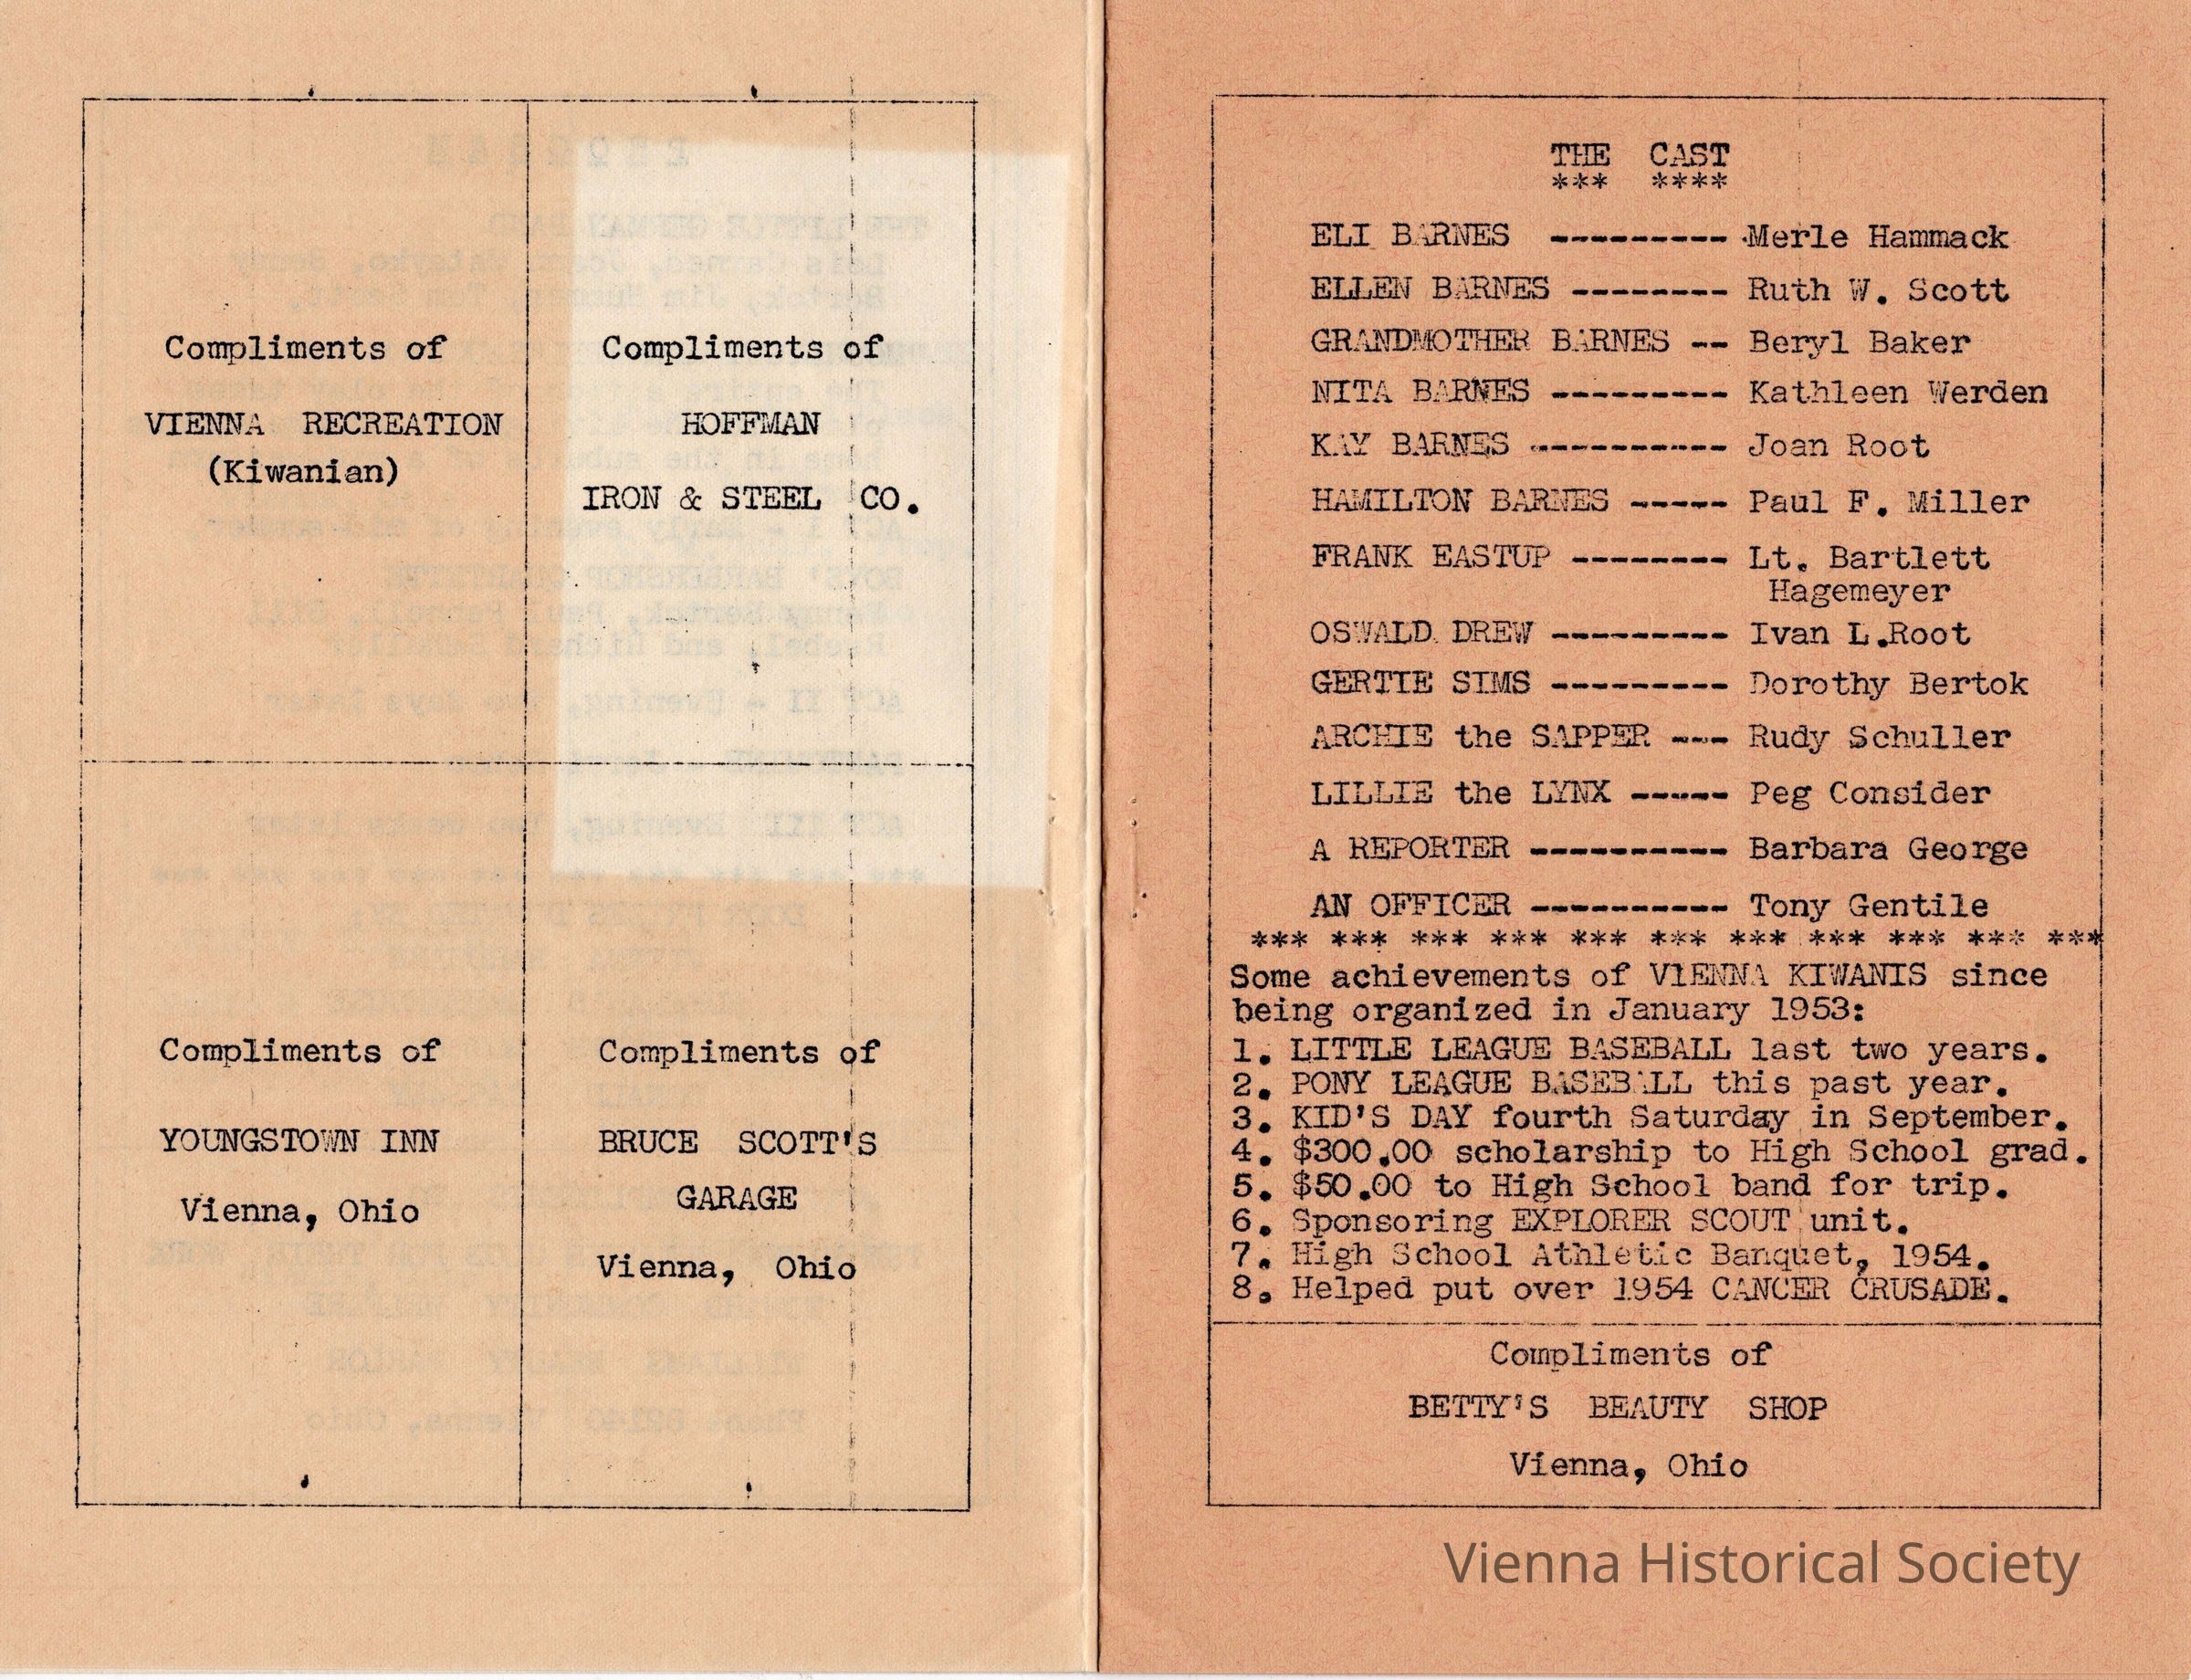 Compliments of
VIENNA RECREATION
(Kiwanian)
Compliments of
HOFFMAN
IRON & STEEL CO.
Compliments of
YOUNGSTOWN INN
Vienna, Ohio
Compliments of
BRUCE SCOTT'S
GARAGE
Vienna, Ohio
THE CAST
*** ****
ELI BARNES --------- Merle Hammack
ELLEN BARNES -------- Ruth W. Scott
GRANDMOTHER BARNES -- Beryl Baker
NITA BARNES --------- Kathleen Werden
KAY BARNES ---------- Joan Root
HAMILTON BARNES ----- Paul F. Miller
FRANK EASTUP -------- Lt. Bartlett
Hagemeyer
OSWALD DREW --------- Ivan L.Root
GERTIE SIMS --------- Dorothy Bertok
ARCHIE the SAPPER --- Rudy Schuller
LILLIE the LYNX ----- Peg Consider
A REPORTER ---------- Barbara George
AN OFFICER ---------- Tony Gentile
*** *** *** *** *** *** *** *** *** *** ***
Some achievements of VIENNA KIWANIS since
being organized in January 1953:
1. LITTLE LEAGUE BASEBALL last two years.
2. PONY LEAGUE BASEBALL this past year.
3. KID'S DAY fourth Saturday in September.
4. $300.00 scholarship to High School grad.
5. $50.00 to High School band for trip.
6. Sponsoring EXPLORER SCOUT unit.
7. High School Athletic Banquet, 1954.
8. Helped put over 1954 CANCER CRUSADE.
Compliments of
BETTY'S BEAUTY SHOP
Vienna, Ohio
Vienna Historical Society